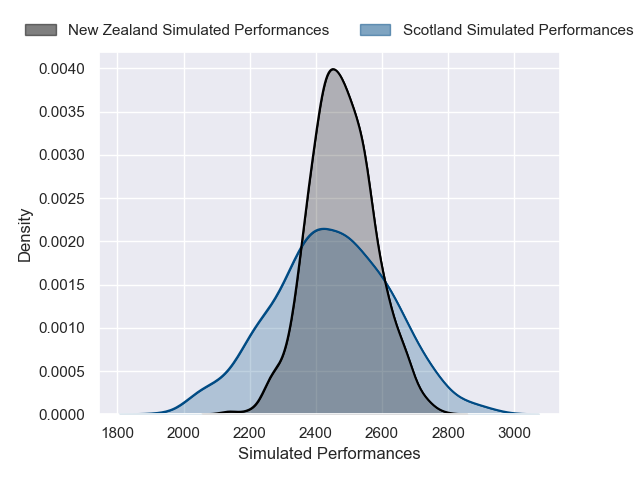 New Zealand Simulated Performances
Scotland Simulated Performances
0.0040
0.0035
0.0030
0.0025
0.0020
0.0015
0.0010
0.0005
0.0000
Density
1800 2000 2200 2400 2600 2800 3000
Simulated Performances